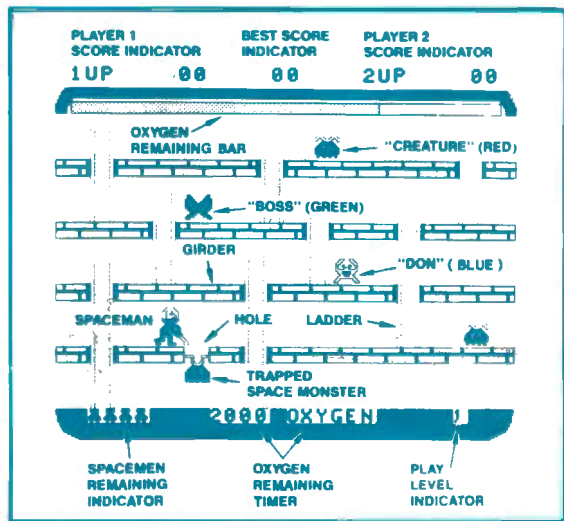 PLAYER 1 BEST SCORE PLAYER 2
SCORE INDICATOR INDICATOR SCORE INDICATOR
1UP 00 00 2UP 00
OXYGEN
REMAINING BAR
"CREATURE" (RED)
"BOSS" (GREEN)
GIRDER
"DON" (BLUE)
SPACEMAN HOLE LADDER
TRAPPED
SPACE MONSTER
2000 OXYGEN 1
SPACEMEN OXYGEN PLAY
REMAINING REMAINING LEVEL
INDICATOR TIMER INDICATOR